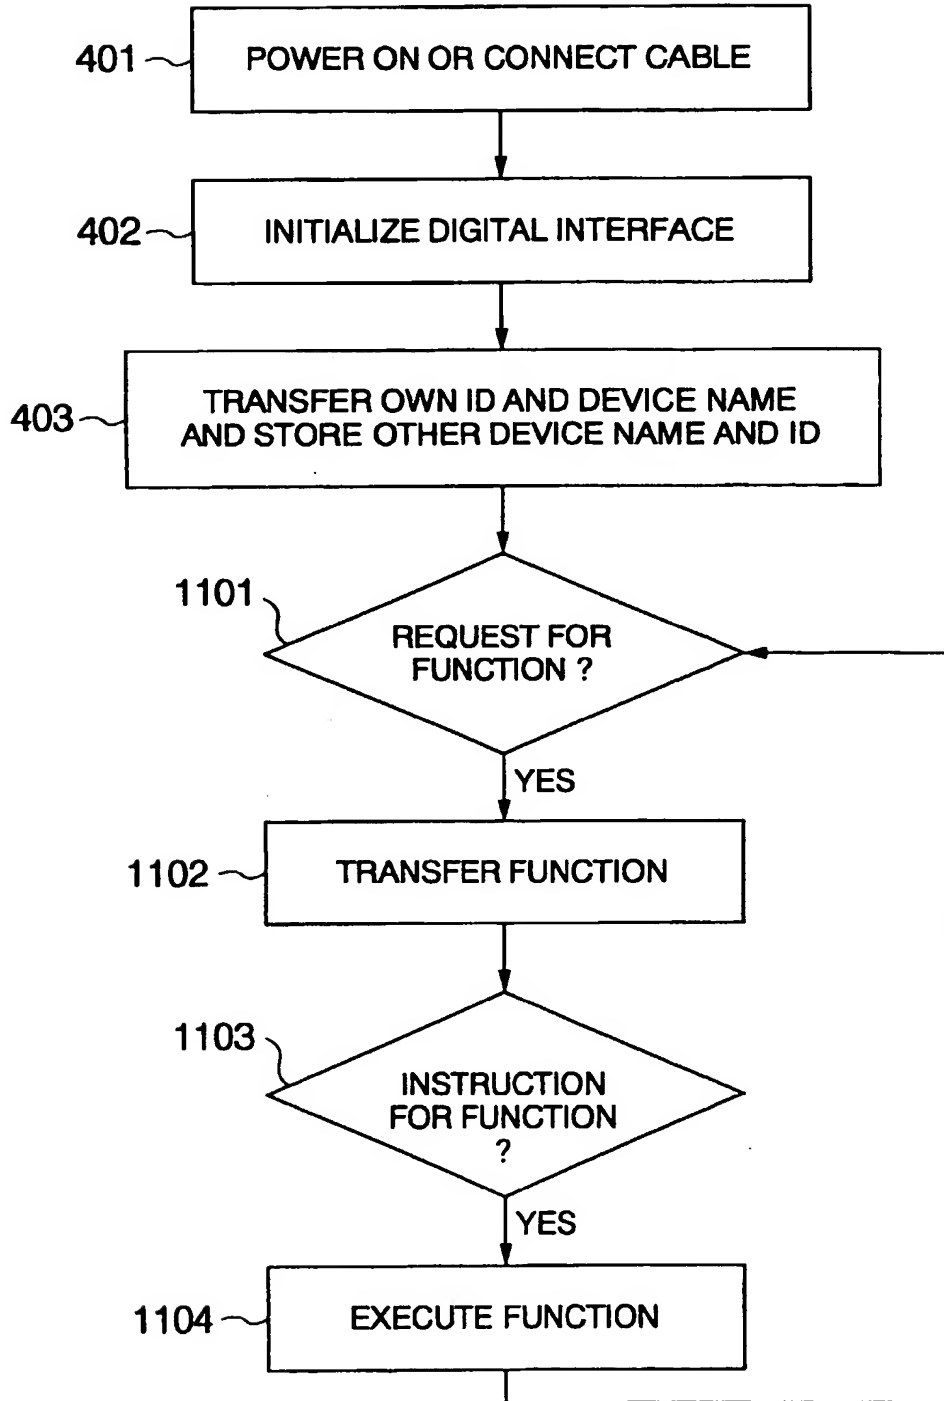 401
POWER ON OR CONNECT CABLE
402
INITIALIZE DIGITAL INTERFACE
403
TRANSFER OWN ID AND DEVICE NAME
AND STORE OTHER DEVICE NAME AND ID
1101
REQUEST FOR
FUNCTION ?
YES
1102
TRANSFER FUNCTION
1103
INSTRUCTION
FOR FUNCTION
?
YES
1104
EXECUTE FUNCTION